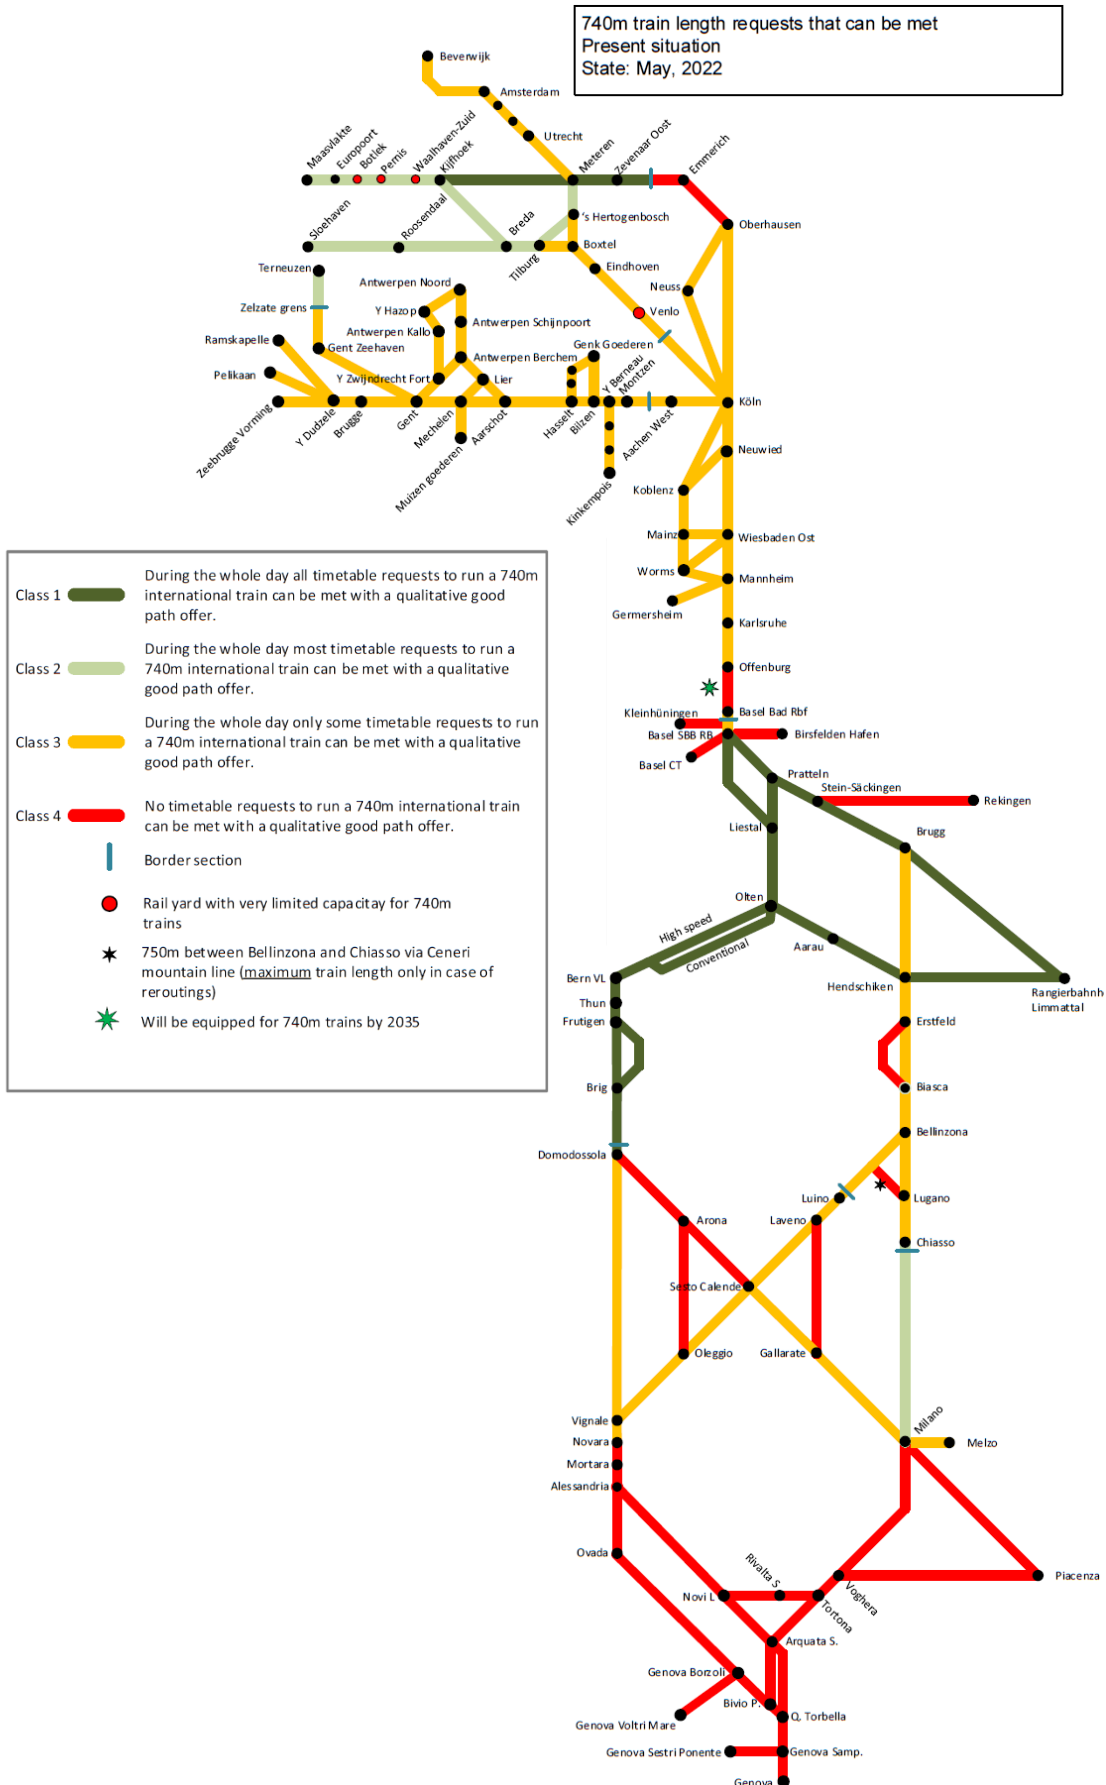 740m train length requests that can be met
Present situation
State: May, 2022
Beverwijk
Amsterdam
Utrecht
Maasvlakte
Europoort
Botlek
Pernis
Waalhaven-Zuid
Kijfhoek
Meteren
Zevenaar Oost
Emmerich
Sloehaven
Roosendaal
Breda
's Hertogenbosch
Oberhausen
Tilburg
Boxtel
Eindhoven
Terneuzen
Antwerpen Noord
Neuss
Zelzate grens
Y Hazop
Venlo
Antwerpen Schijnpoort
Ramskapelle
Antwerpen Kallo
Genk Goederen
Gent Zeehaven
Antwerpen Berchem
Y Berneau
Montzen
Pelikaan
Y Zwijndrecht Fort
Lier
Köln
Zeebrugge Vorming
Y Dudzele
Brugge
Gent
Mechelen
Aarschot
Hasselt
Bilzen
Aachen West
Muizen goederen
Kinkempois
Neuwied
Koblenz
Mainz
Wiesbaden Ost
Worms
Mannheim
Germersheim
Karlsruhe
Offenburg
Class 1
During the whole day all timetable requests to run a 740m
international train can be met with a qualitative good
path offer.
Class 2
During the whole day most timetable requests to run a
740m international train can be met with a qualitative
good path offer.
Class 3
During the whole day only some timetable requests to run
a 740m international train can be met with a qualitative
good path offer.
Class 4
No timetable requests to run a 740m international train
can be met with a qualitative good path offer.
Border section
Rail yard with very limited capacitay for 740m
trains
750m between Bellinzona and Chiasso via Ceneri
mountain line (maximum train length only in case of
reroutings)
Will be equipped for 740m trains by 2035
Kleinhüningen
Basel Bad Rbf
Basel SBB RB
Birsfelden Hafen
Basel CT
Pratteln
Stein-Säckingen
Rekingen
Liestal
Brugg
Olten
High speed
Conventional
Aarau
Bern VL
Hendschiken
Rangierbahnh
Limmattal
Thun
Frutigen
Erstfeld
Brig
Biasca
Bellinzona
Domodossola
Luino
Lugano
Arona
Laveno
Chiasso
Sesto Calende
Oleggio
Gallarate
Vignale
Milano
Novara
Melzo
Mortara
Alessandria
Ovada
Rivalta S
Voghera
Piacenza
Novi L
Tortona
Arquata S.
Genova Borzoli
Bivio P.
Genova Voltri Mare
Q. Torbella
Genova Sestri Ponente
Genova Samp.
Genova